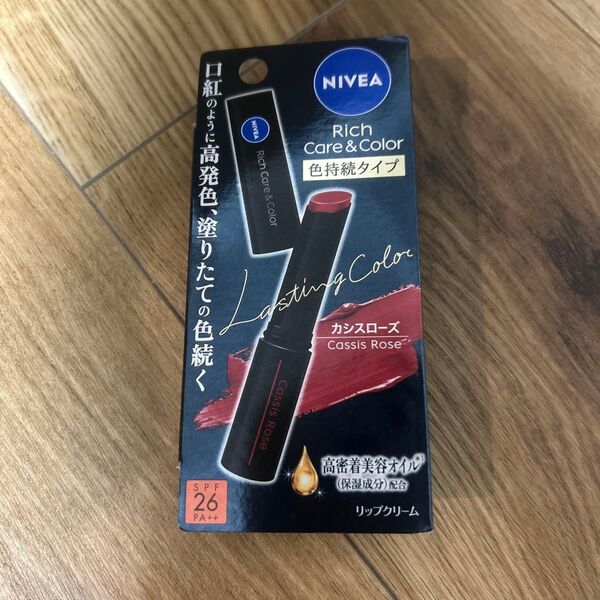 口紅のように高発色、塗りたての色続く
NIVEA
Rich
Care & Color
色持続タイプ
NIVEA
Rich Care & Color
Lasting Color
カシスローズ
Cassis Rose
Cassis Rose
高密着美容オイル*1
(保湿成分)配合
SPF
26
PA++
リップクリーム